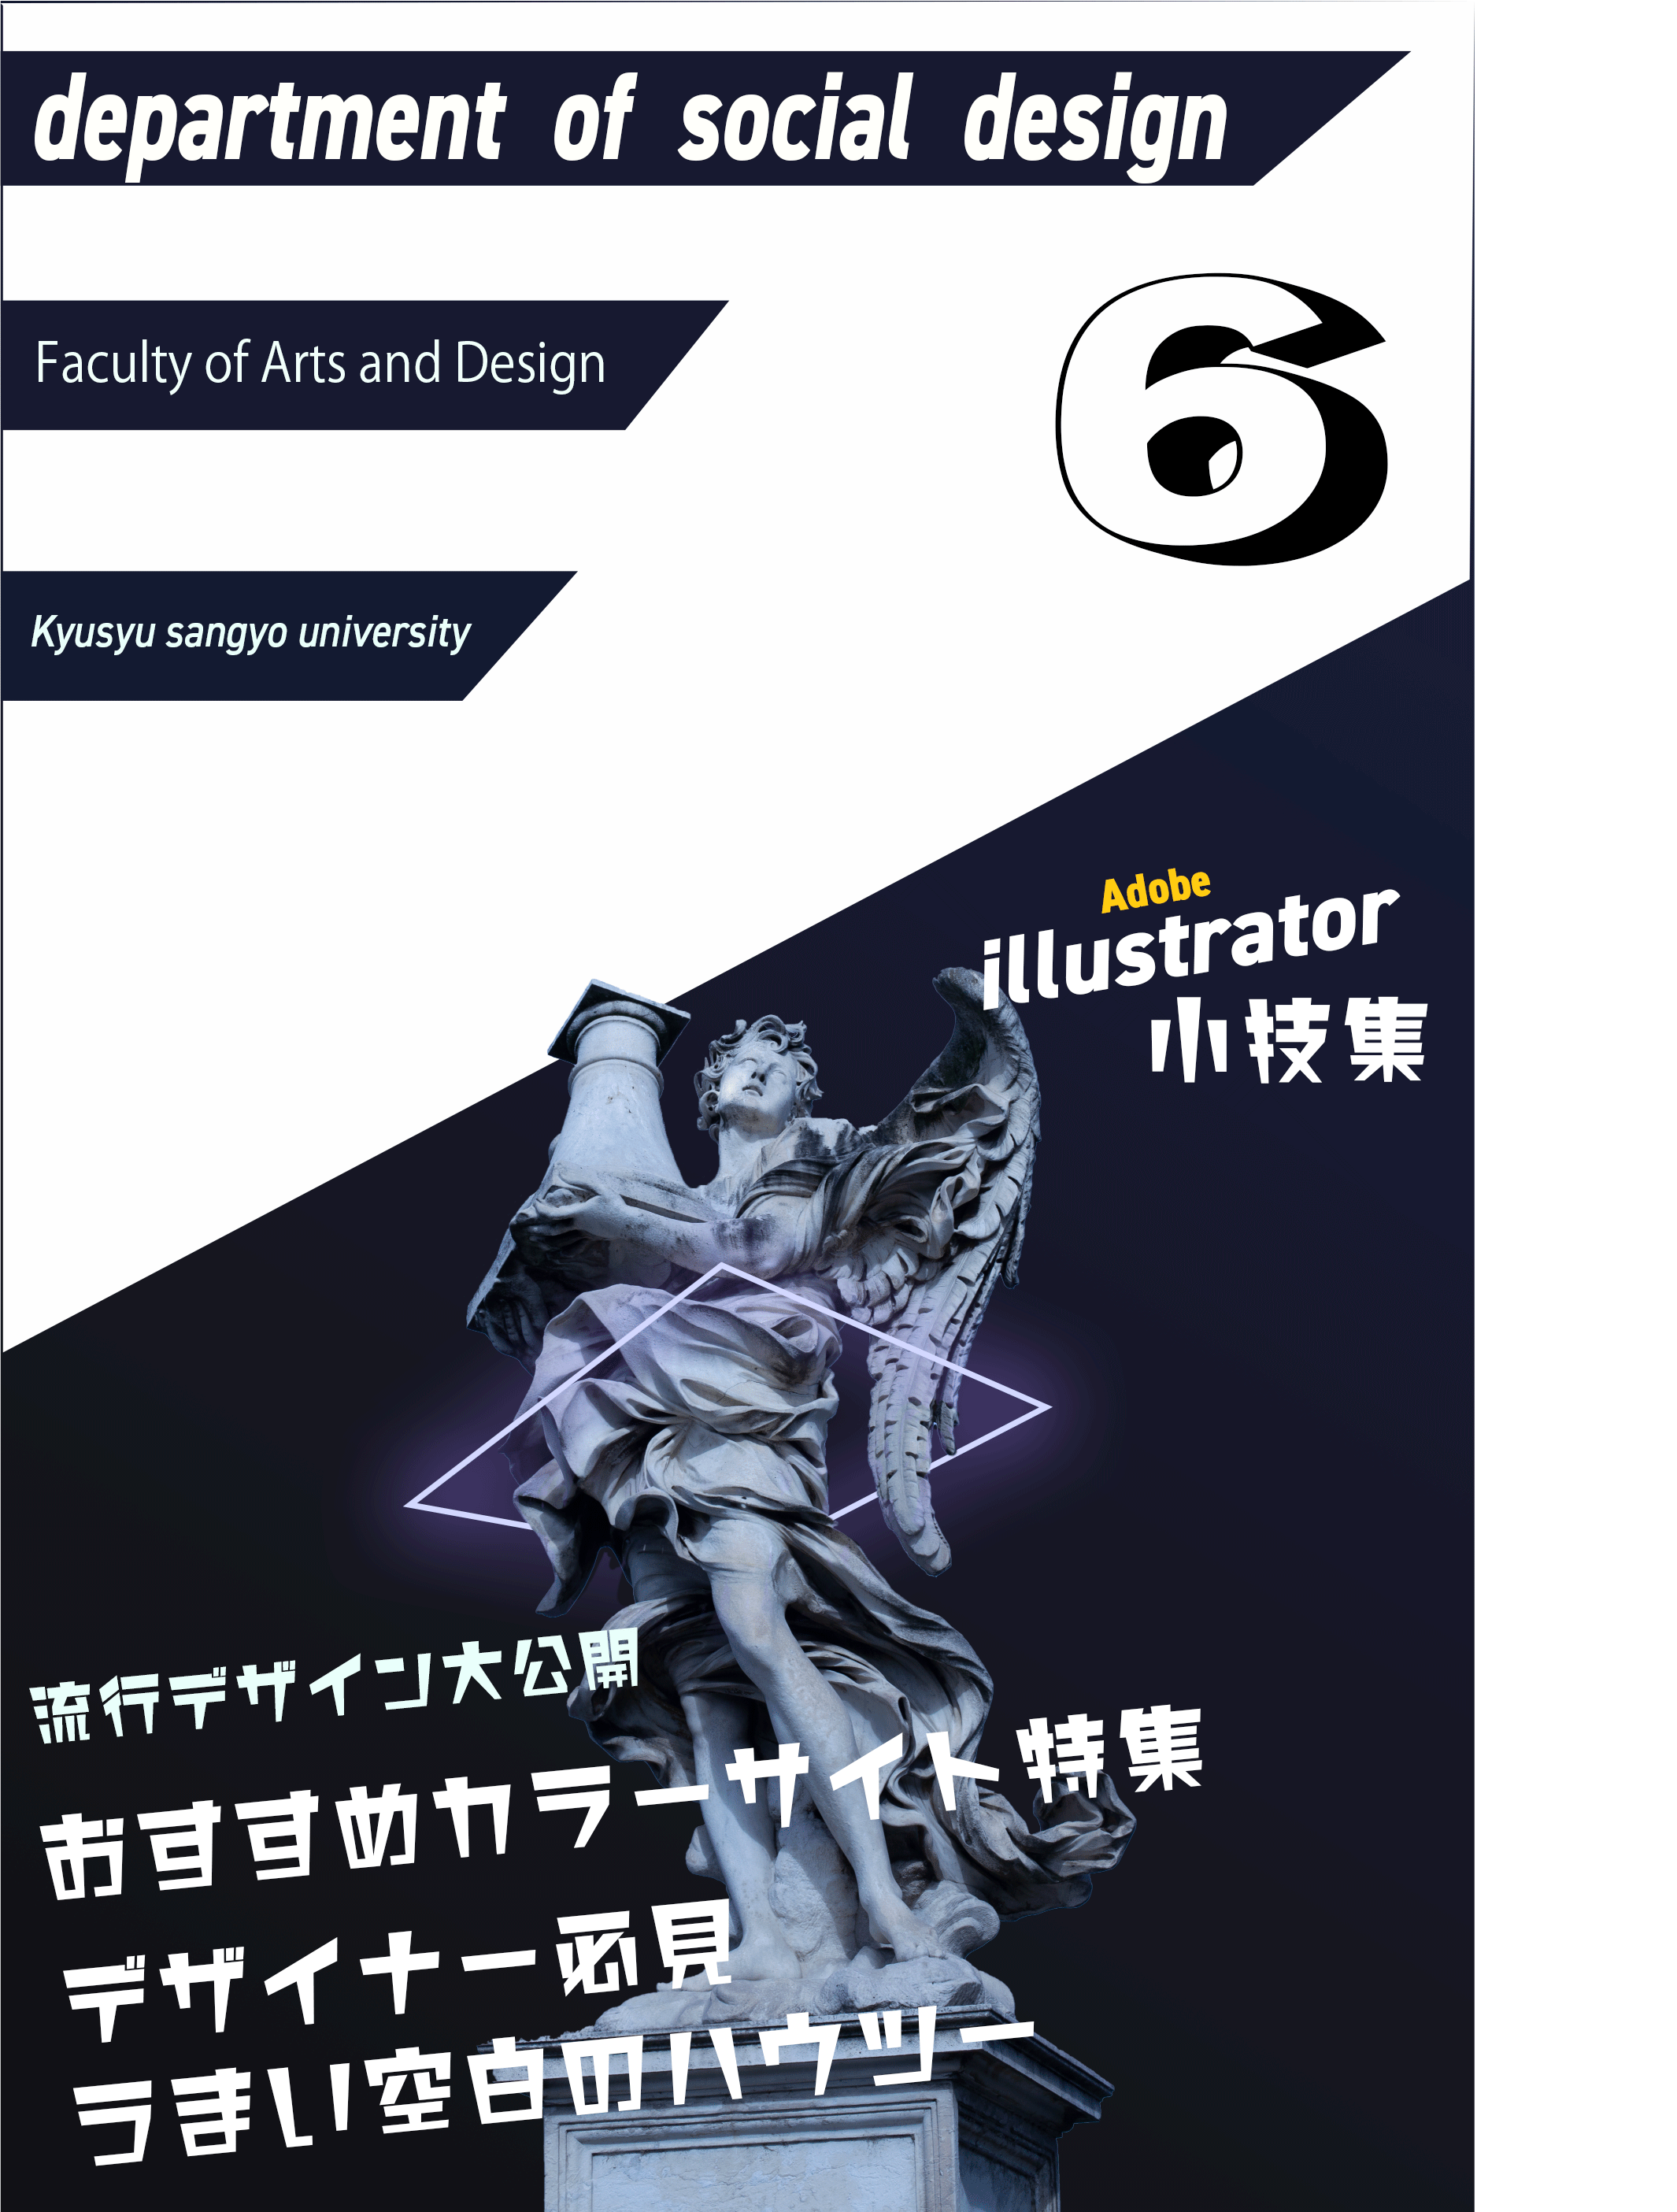 department of social design
6
Faculty of Arts and Design
Kyusyu sangyo university
Adobe
illustrator
小技集
流行デザイン大公開
おすすめカラーサイト特集
デザイナー必見
うまい空白のハウツー